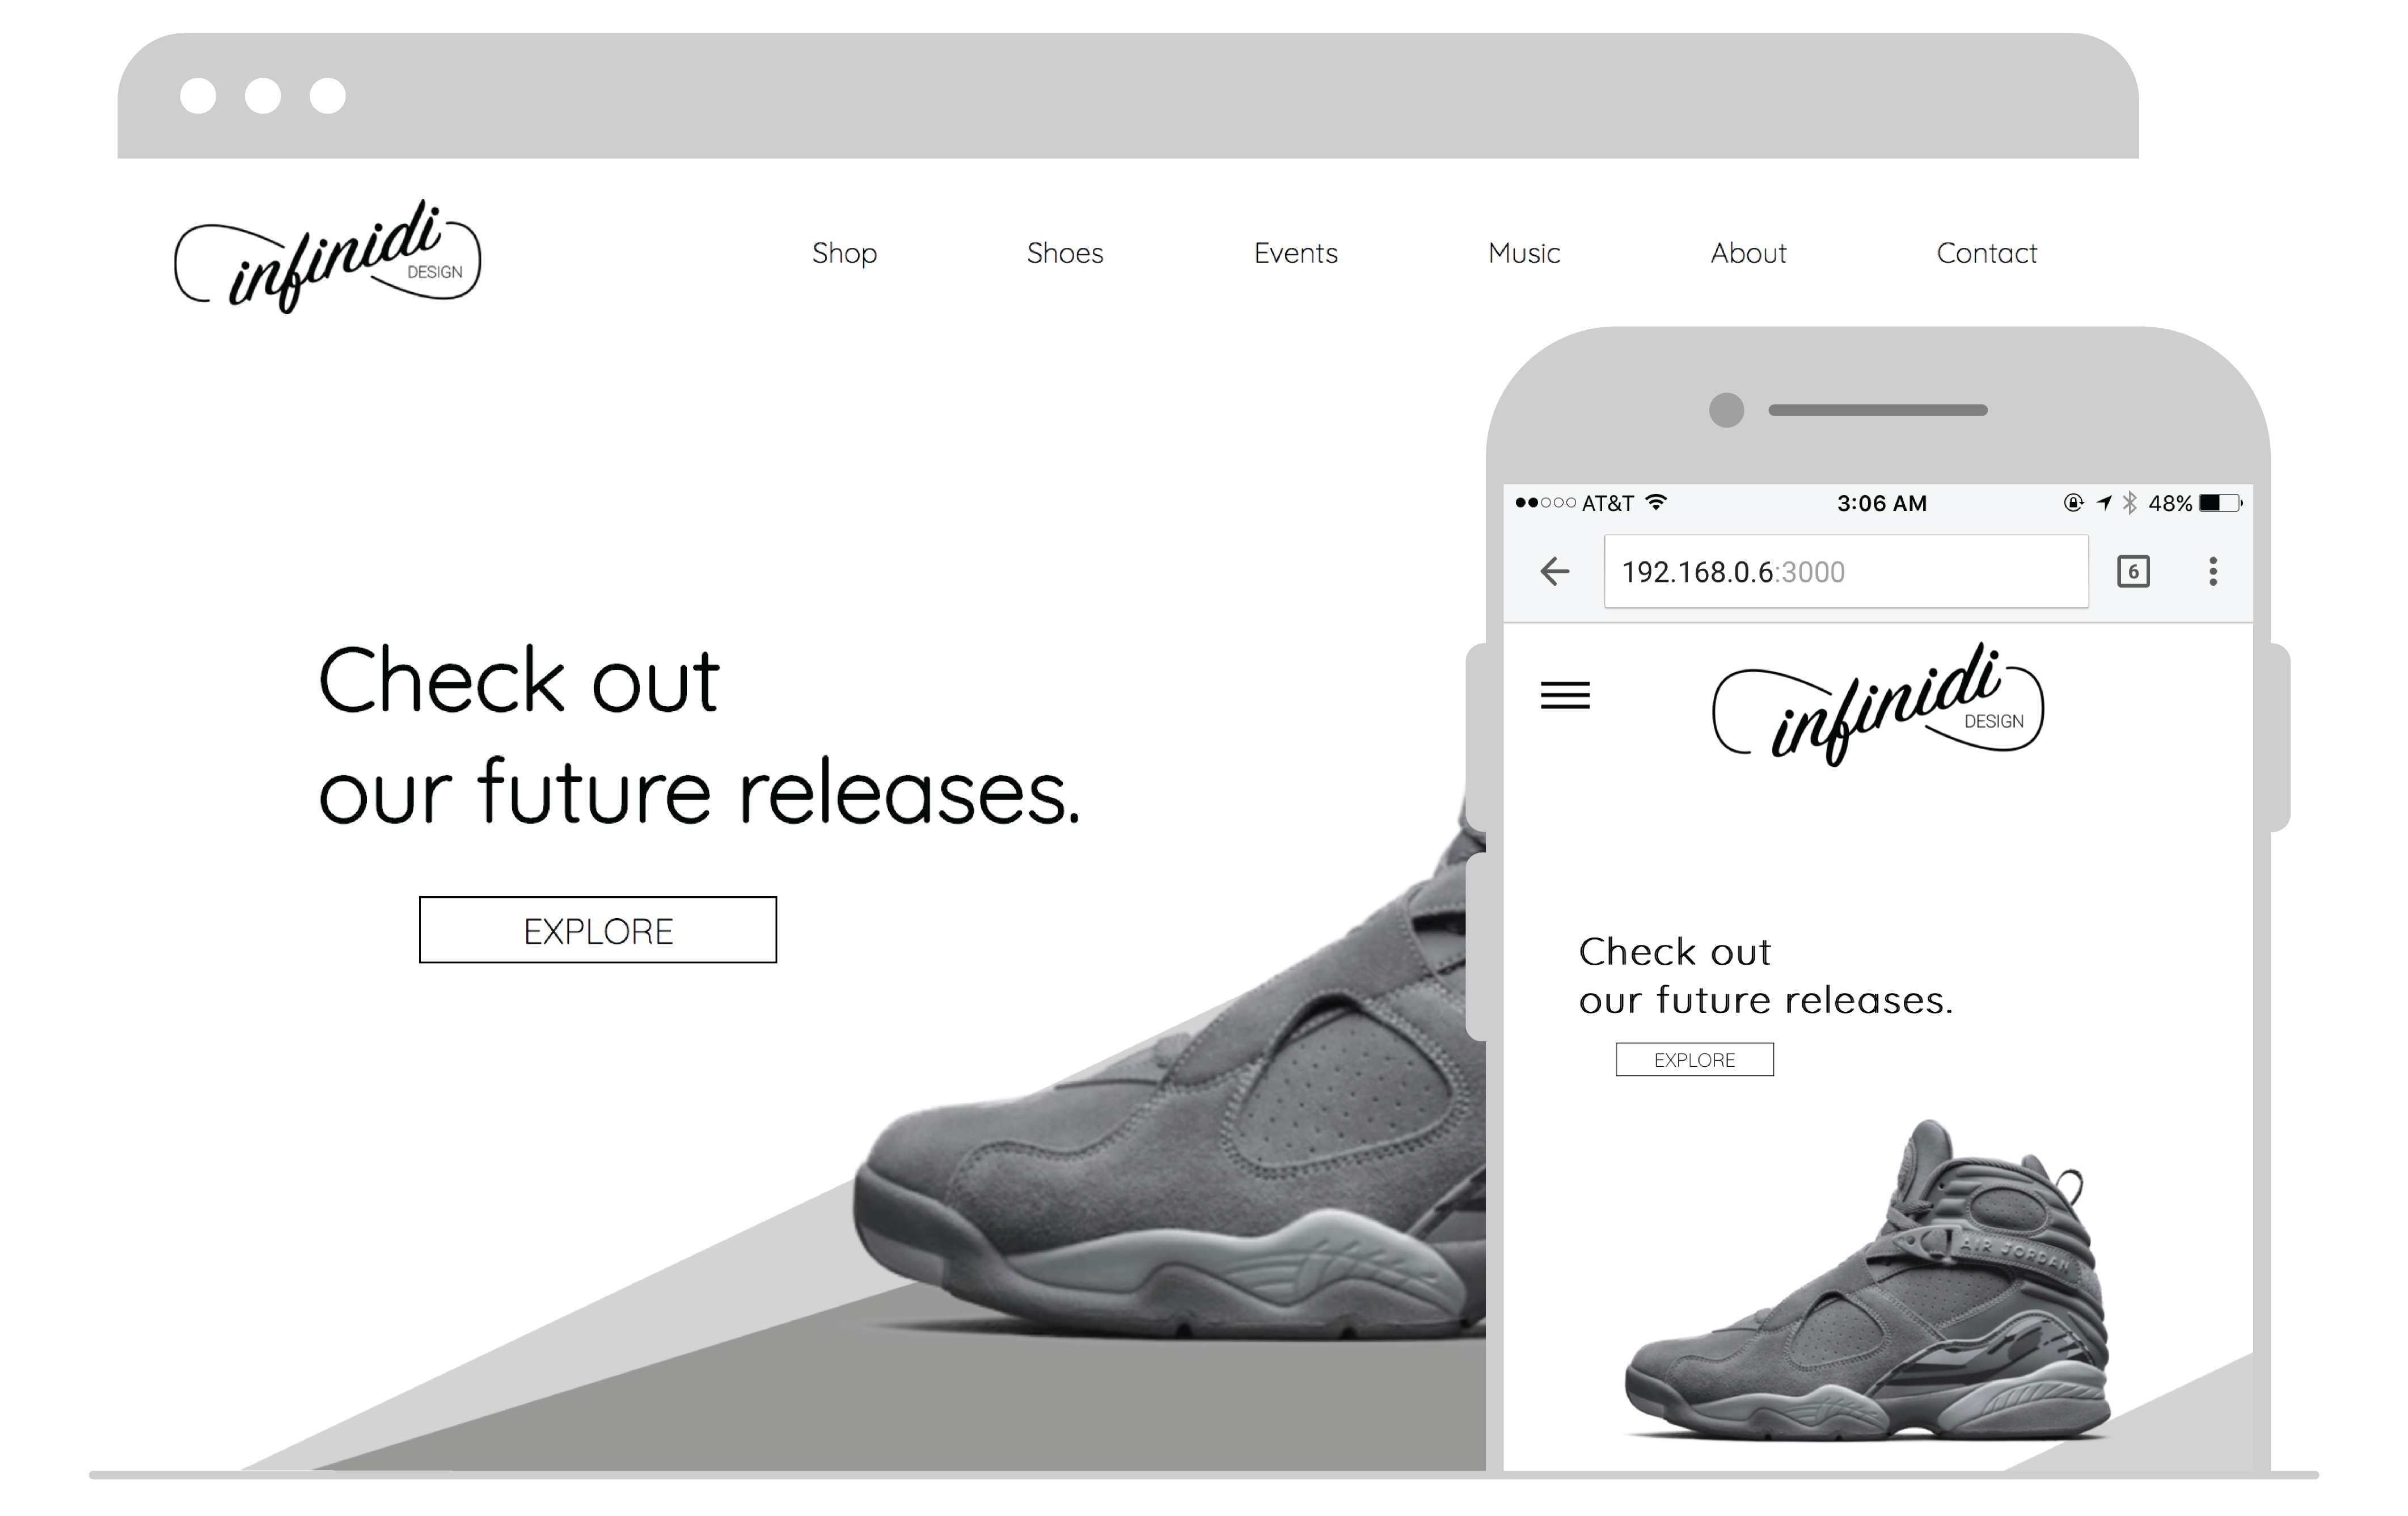 infinidi
DESIGN
Shop Shoes Events Music About Contact
Check out
our future releases.
EXPLORE
AT&T 3:06 AM 48%
192.168.0.6:3000 6
infinidi
DESIGN
Check out
our future releases.
EXPLORE
AIR JORDAN